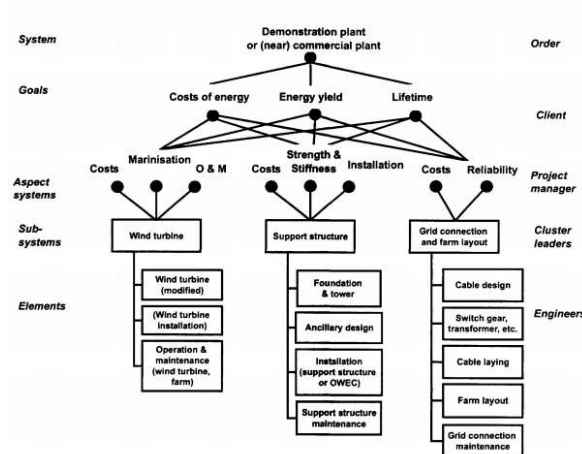 System
Demonstration plant
or (near) commercial plant
Order
Goals
Costs of energy
Energy yield
Lifetime
Client
Marinisation
Strength &
Stiffness
Installation
Costs
O & M
Costs
Costs
Reliability
Aspect
systems
Project
manager
Sub-
systems
Wind turbine
Support structure
Grid connection
and farm layout
Cluster
leaders
Elements
Wind turbine
(modified)
(Wind turbine
installation)
Operation &
maintenance
(wind turbine,
farm)
Foundation
& tower
Ancillary design
Installation
(support structure
or OWEC)
Support structure
maintenance
Cable design
Switch gear,
transformer, etc.
Cable laying
Farm layout
Grid connection
maintenance
Engineers